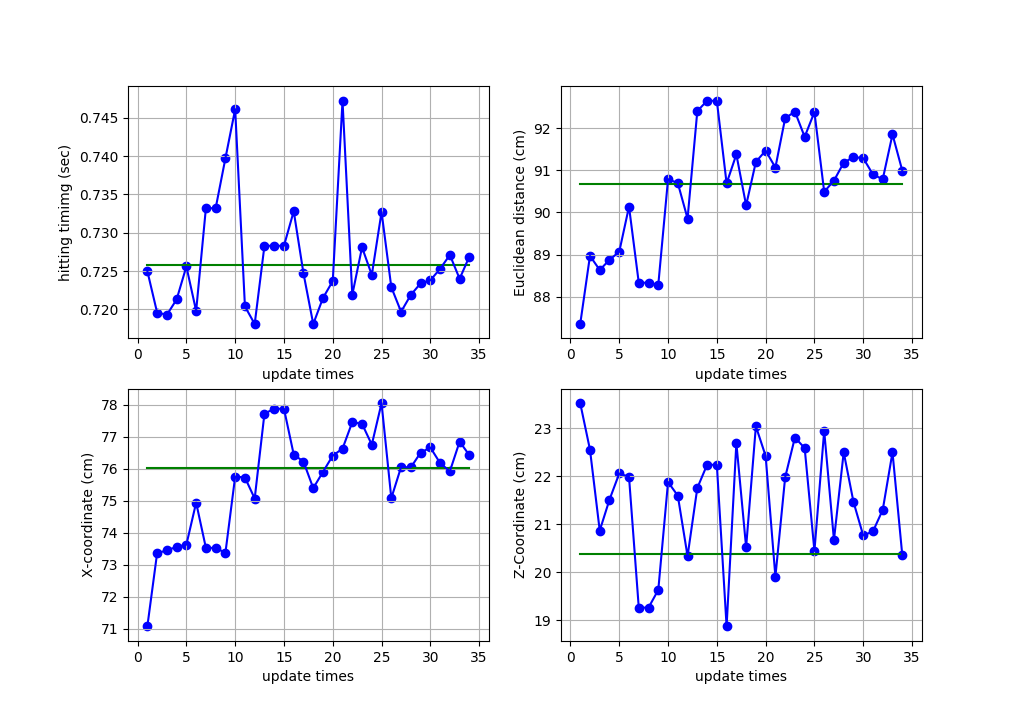 hitting timimg (sec)
0.745
0.740
0.735
0.730
0.725
0.720
0 5 10 15 20 25 30 35
update times
Euclidean distance (cm)
92
91
90
89
88
0 5 10 15 20 25 30 35
update times
X-coordinate (cm)
78
77
76
75
74
73
72
71
0 5 10 15 20 25 30 35
update times
Z-Coordinate (cm)
23
22
21
20
19
0 5 10 15 20 25 30 35
update times